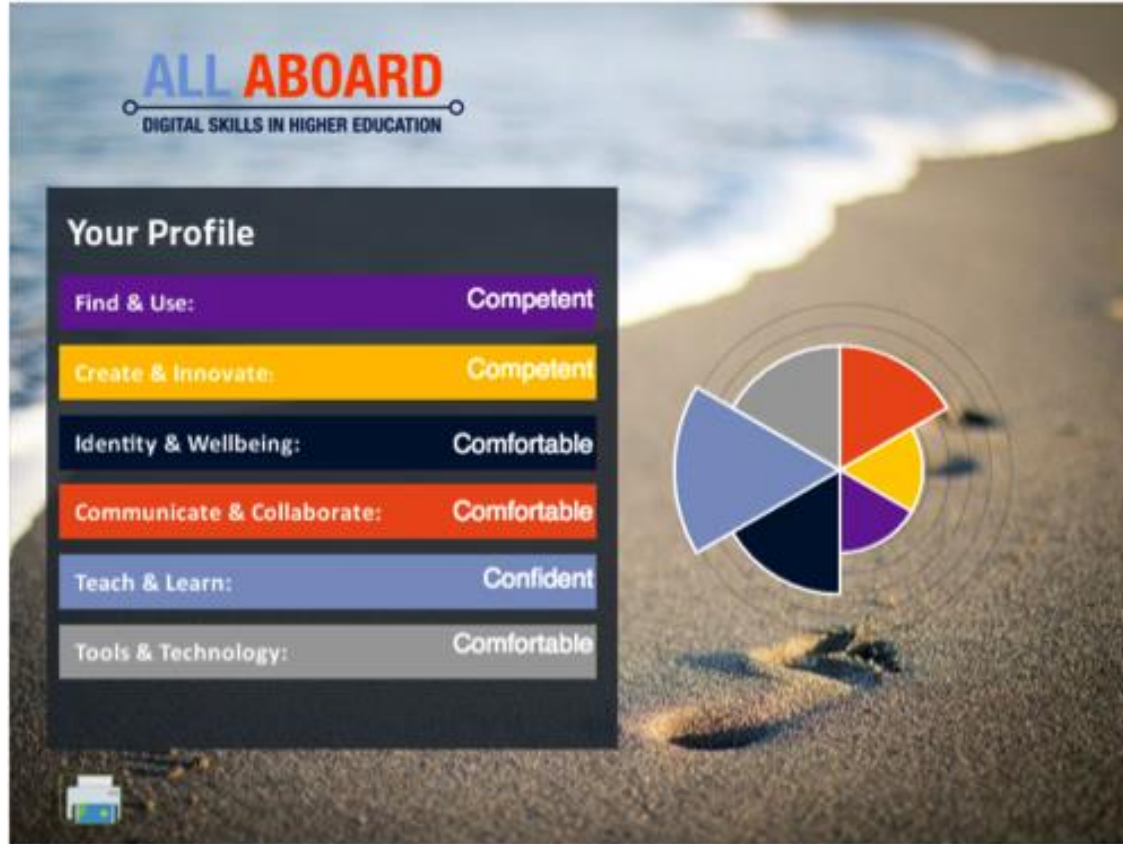 ALL ABOARD
DIGITAL SKILLS IN HIGHER EDUCATION
Your Profile
Find & Use: Competent
Create & Innovate: Competent
Identity & Wellbeing: Comfortable
Communicate & Collaborate: Comfortable
Teach & Learn: Confident
Tools & Technology: Comfortable